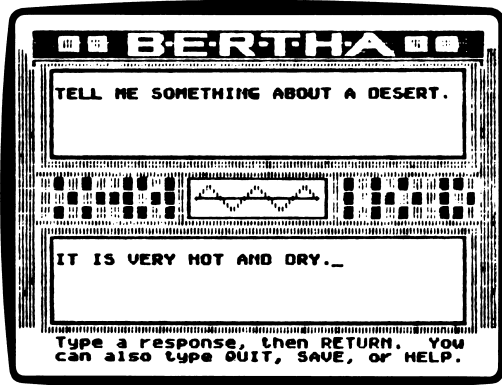 B·E·R·T·H·A
TELL ME SOMETHING ABOUT A DESERT.
IT IS VERY HOT AND DRY._
Type a response, then RETURN. You
can also type QUIT, SAVE, or HELP.